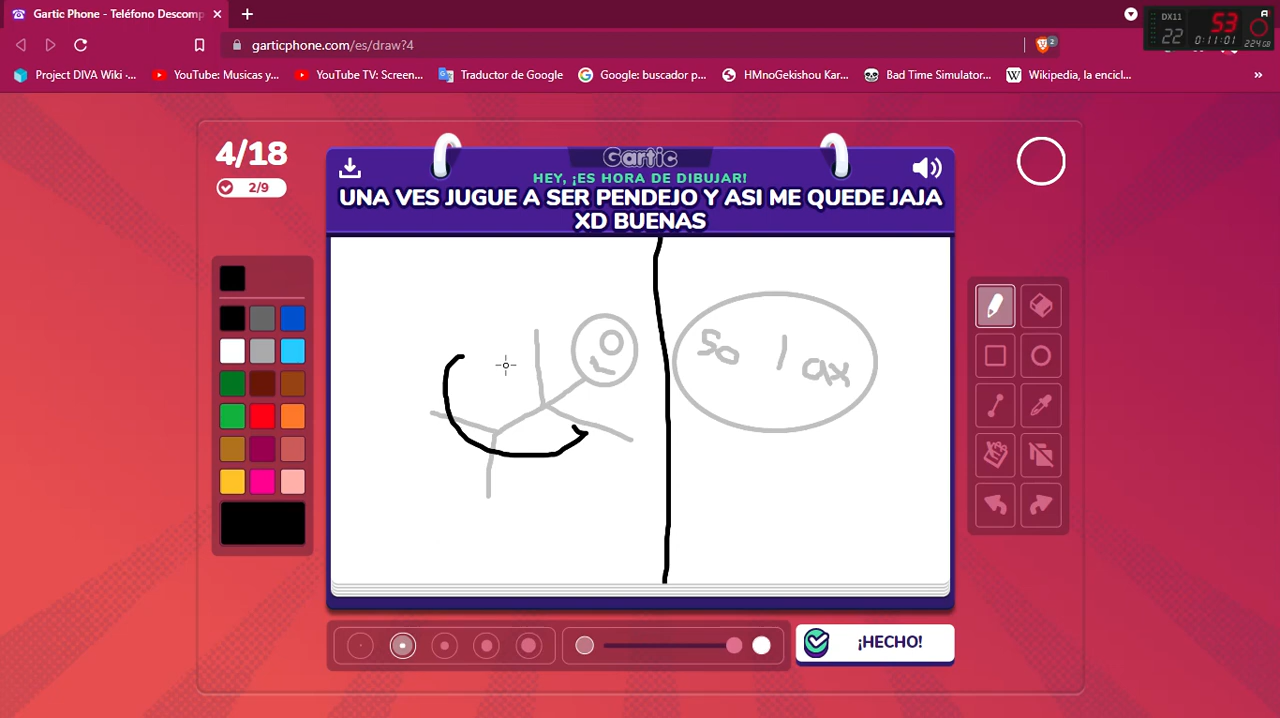 Gartic Phone - Teléfono Descomp
DX11
22
53
0:11:01
224GB
garticphone.com/es/draw?4
2
Project DIVA Wiki -...
YouTube: Musicas y...
YouTube TV: Screen...
Traductor de Google
Google: buscador p...
HMnoGekishou Kar...
Bad Time Simulator...
Wikipedia, la encicl...
4/18
2/9
Gartic
HEY, ¡ES HORA DE DIBUJAR!
UNA VES JUGUE A SER PENDEJO Y ASI ME QUEDE JAJA
XD BUENAS
so l ax
¡HECHO!